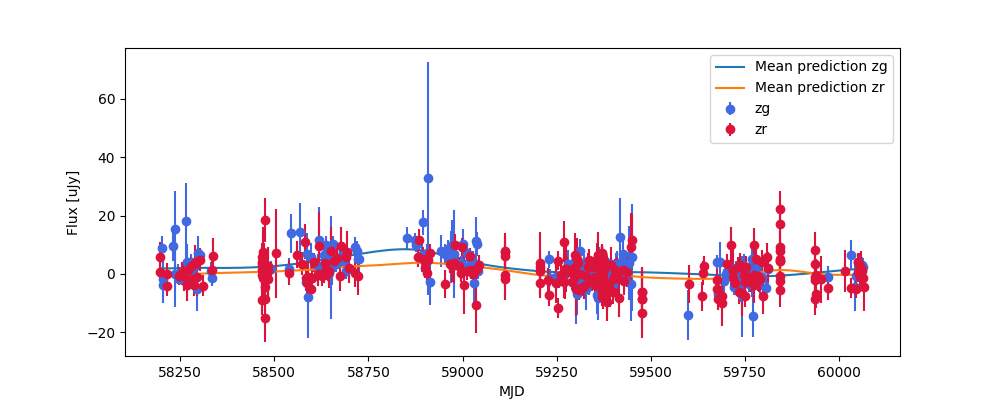 Mean prediction zg
Mean prediction zr
zg
zr
60
40
20
0
−20
Flux [uJy]
58250 58500 58750 59000 59250 59500 59750 60000
MJD